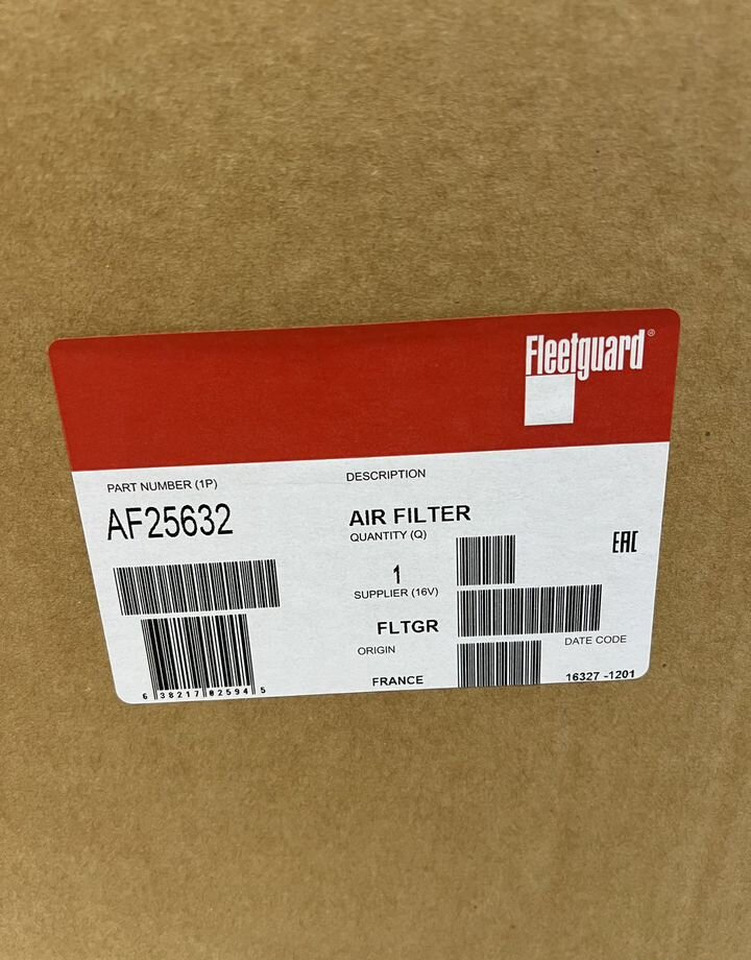 Fleetguard®
PART NUMBER (1P)
AF25632
6 38217 02594 5
DESCRIPTION
AIR FILTER
QUANTITY (Q)
1
SUPPLIER (16V)
FLTGR
ORIGIN
FRANCE
EAC
DATE CODE
16327 -1201